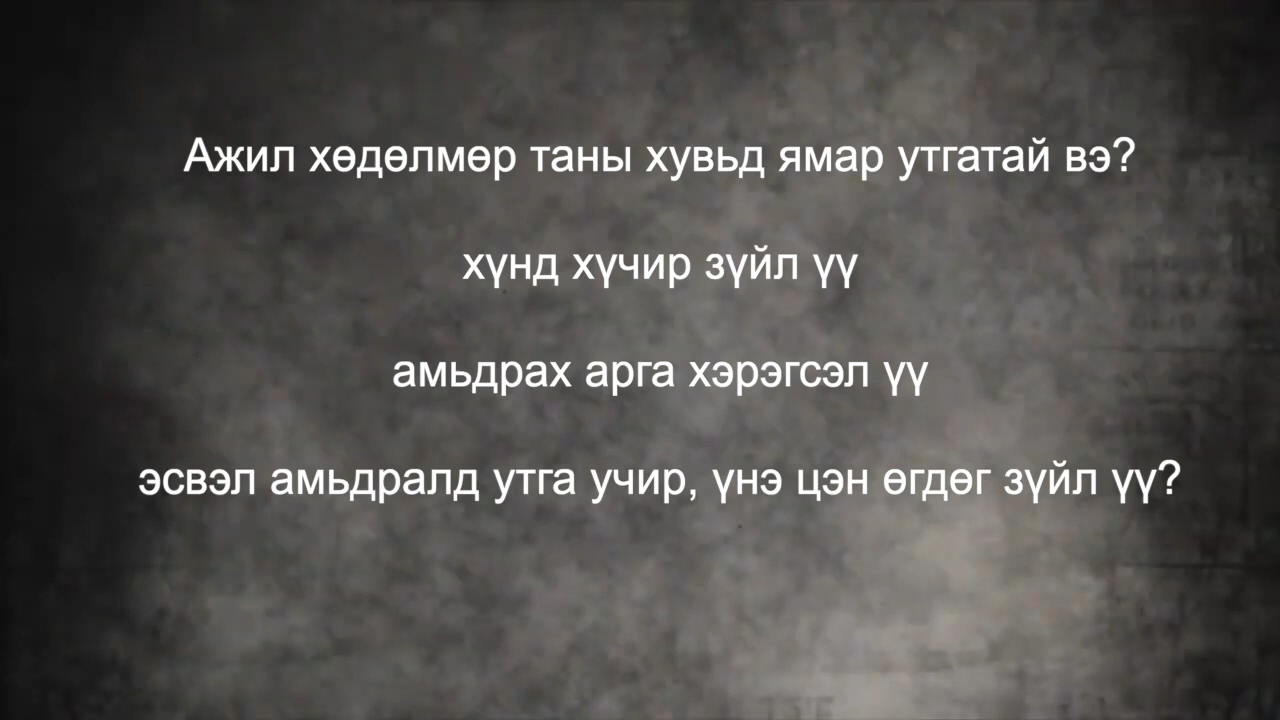 Ажил хөдөлмөр таны хувьд ямар утгатай вэ?
хүнд хүчир зүйл үү
амьдрах арга хэрэгсэл үү
эсвэл амьдралд утга учир, үнэ цэн өгдөг зүйл үү?